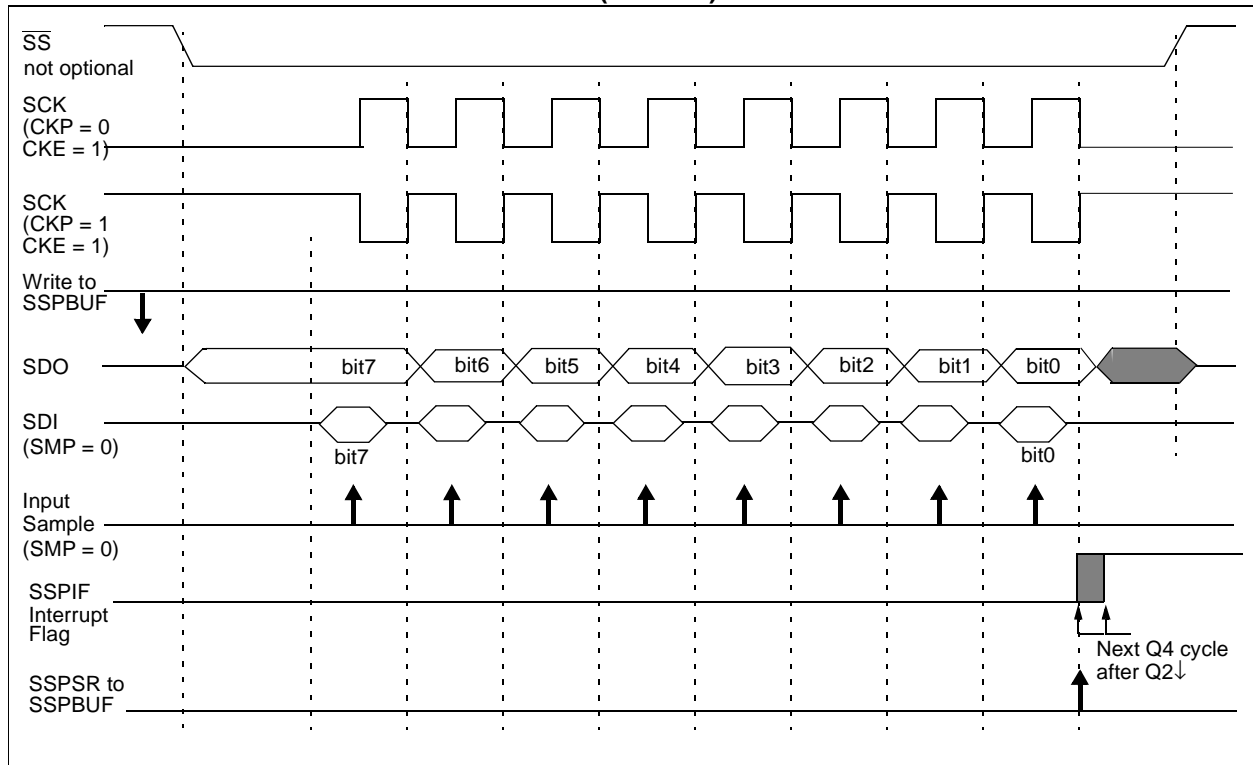 SS
not optional
SCK
(CKP = 0
CKE = 1)
SCK
(CKP = 1
CKE = 1)
Write to
SSPBUF
SDO
bit7 bit6 bit5 bit4 bit3 bit2 bit1 bit0
SDI
(SMP = 0)
bit7 bit0
Input
Sample
(SMP = 0)
SSPIF
Interrupt
Flag
Next Q4 cycle
after Q2↓
SSPSR to
SSPBUF